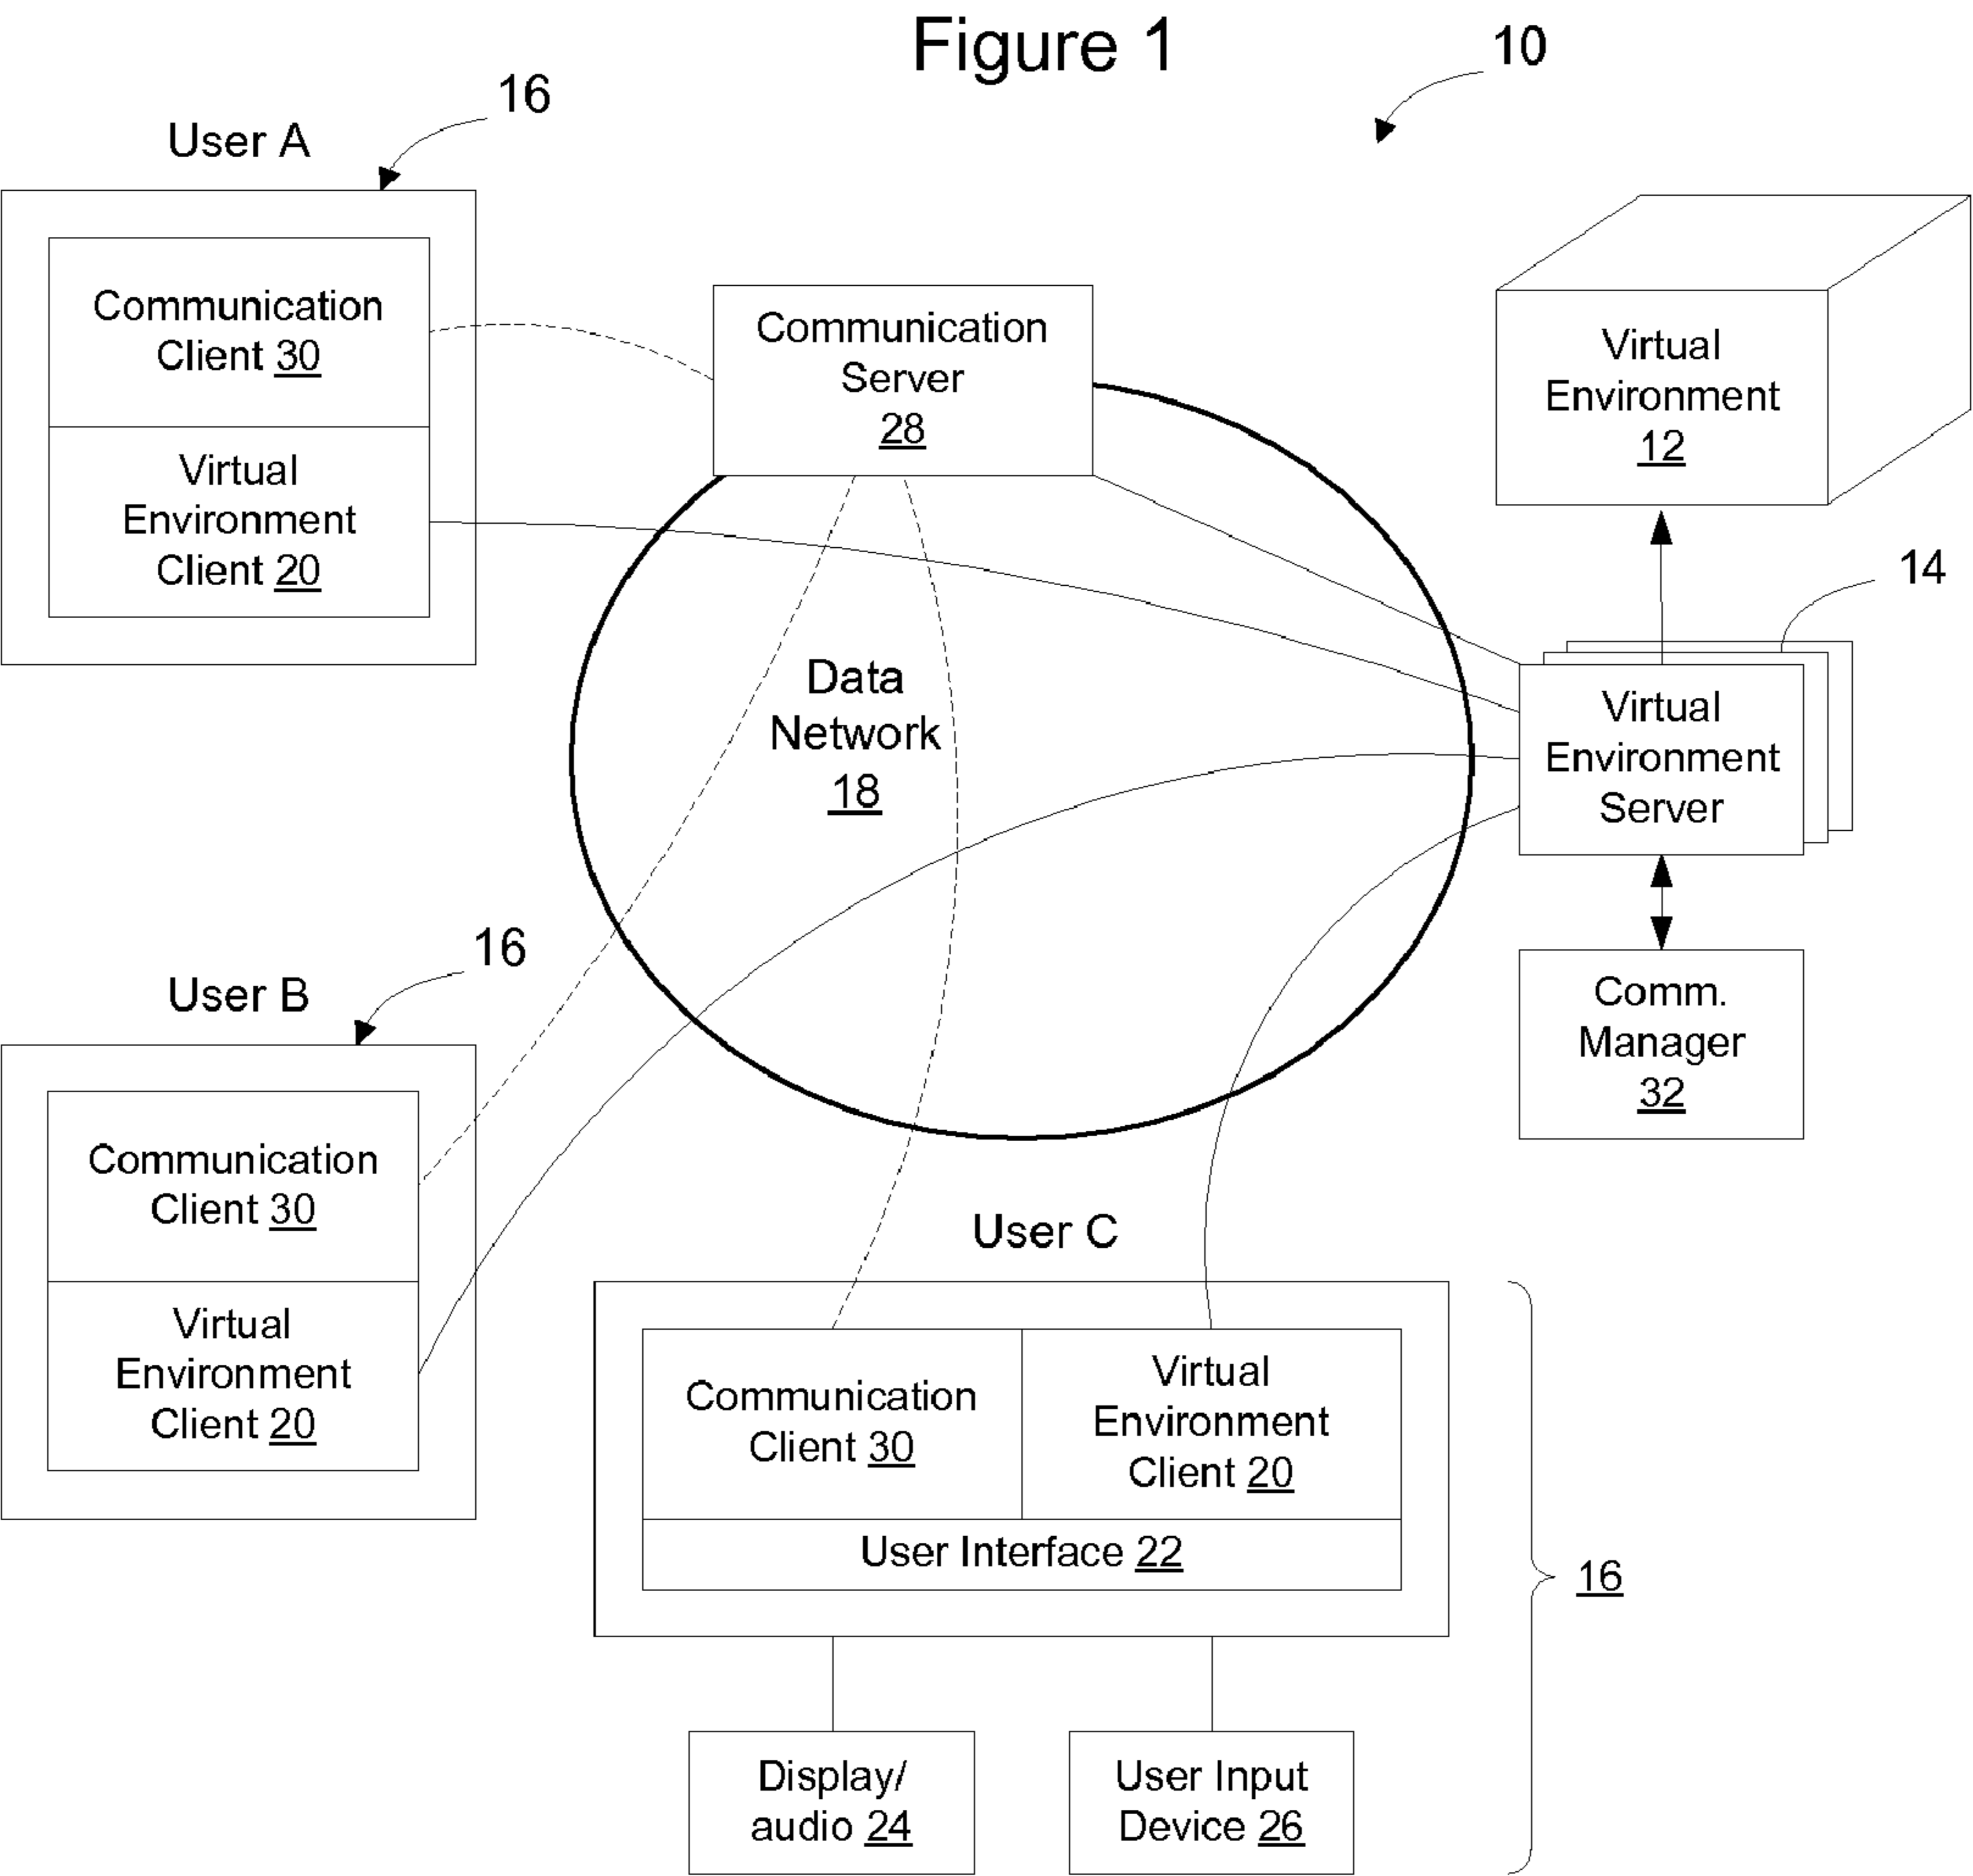 Figure 1
10
16
User A
Communication
Client 30
Virtual
Environment
Client 20
Communication
Server
28
Virtual
Environment
12
14
Data
Network
18
Virtual
Environment
Server
Comm.
Manager
32
16
User B
Communication
Client 30
Virtual
Environment
Client 20
User C
Communication
Client 30
Virtual
Environment
Client 20
User Interface 22
16
Display/
audio 24
User Input
Device 26